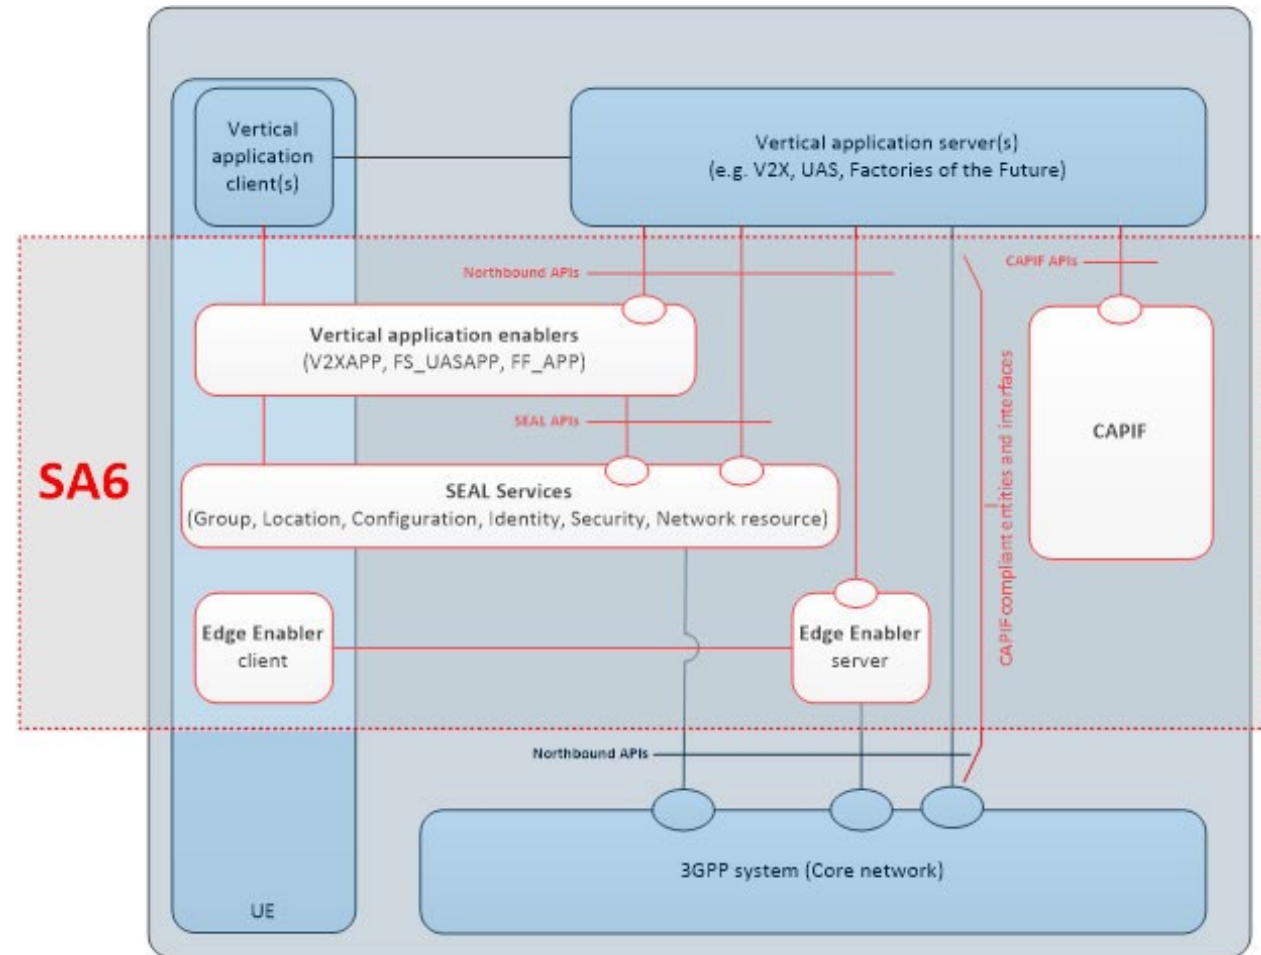 Vertical
application
client(s)
Vertical application server(s)
(e.g. V2X, UAS, Factories of the Future)
Northbound APIs
CAPIF APIs
Vertical application enablers
(V2XAPP, FS_UASAPP, FF_APP)
SEAL APIs
CAPIF
CAPIF compliant entities and interfaces
SA6
SEAL Services
(Group, Location, Configuration, Identity, Security, Network resource)
Edge Enabler
client
Edge Enabler
server
Northbound APIs
3GPP system (Core network)
UE